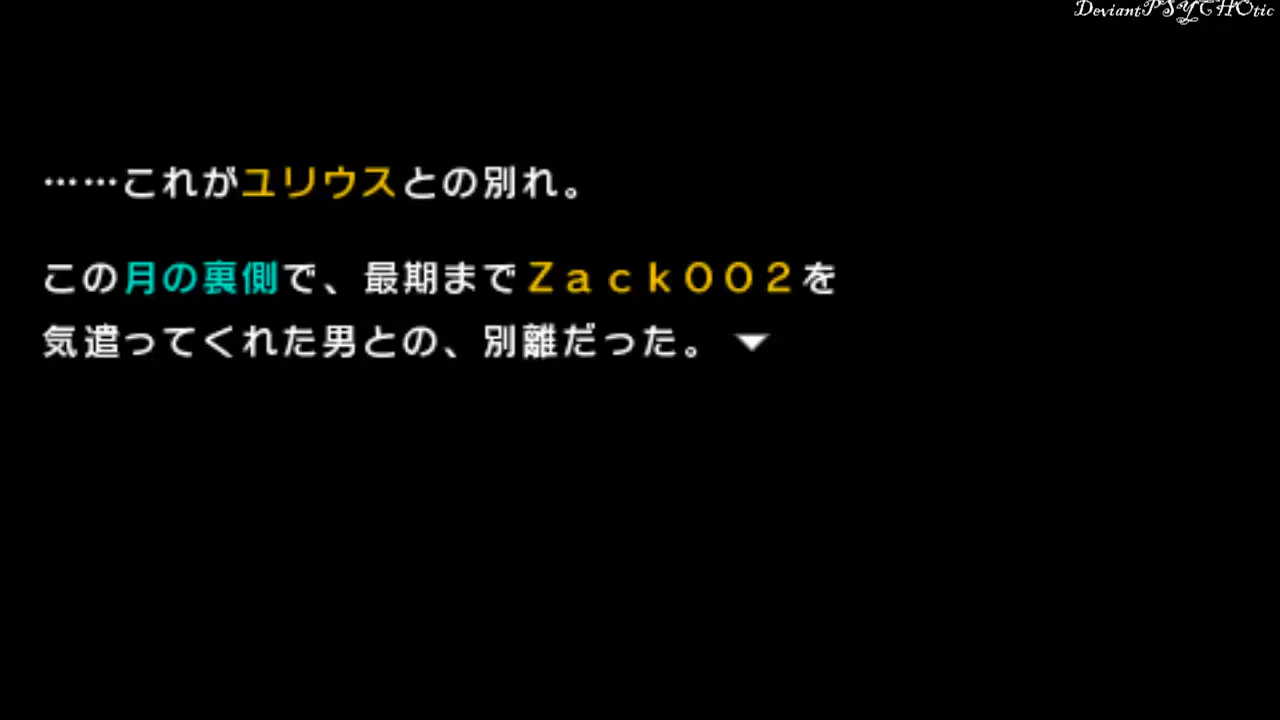 DeviantPSYCHOtic
……これがユリウスとの別れ。
この月の裏側で、最期までＺａｃｋ００２を
気遣ってくれた男との、別離だった。